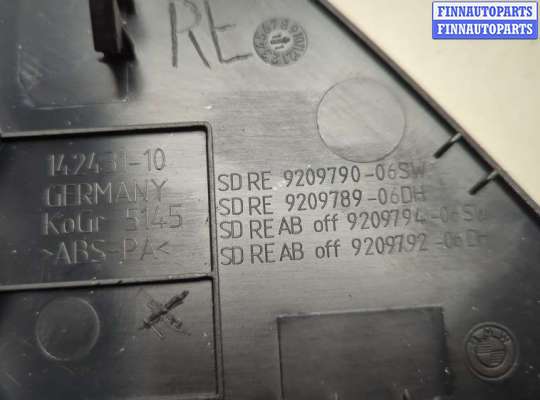 FINNAUTOPARTS
FINNAUTOPARTS
RE
142431-10
GERMANY
KoGr 5145
>ABS-PA<
SD RE 9209790-06SW
SD RE 9209789-06DH
SD RE AB off 9209794-06SW
SD RE AB off 9209792-06DH